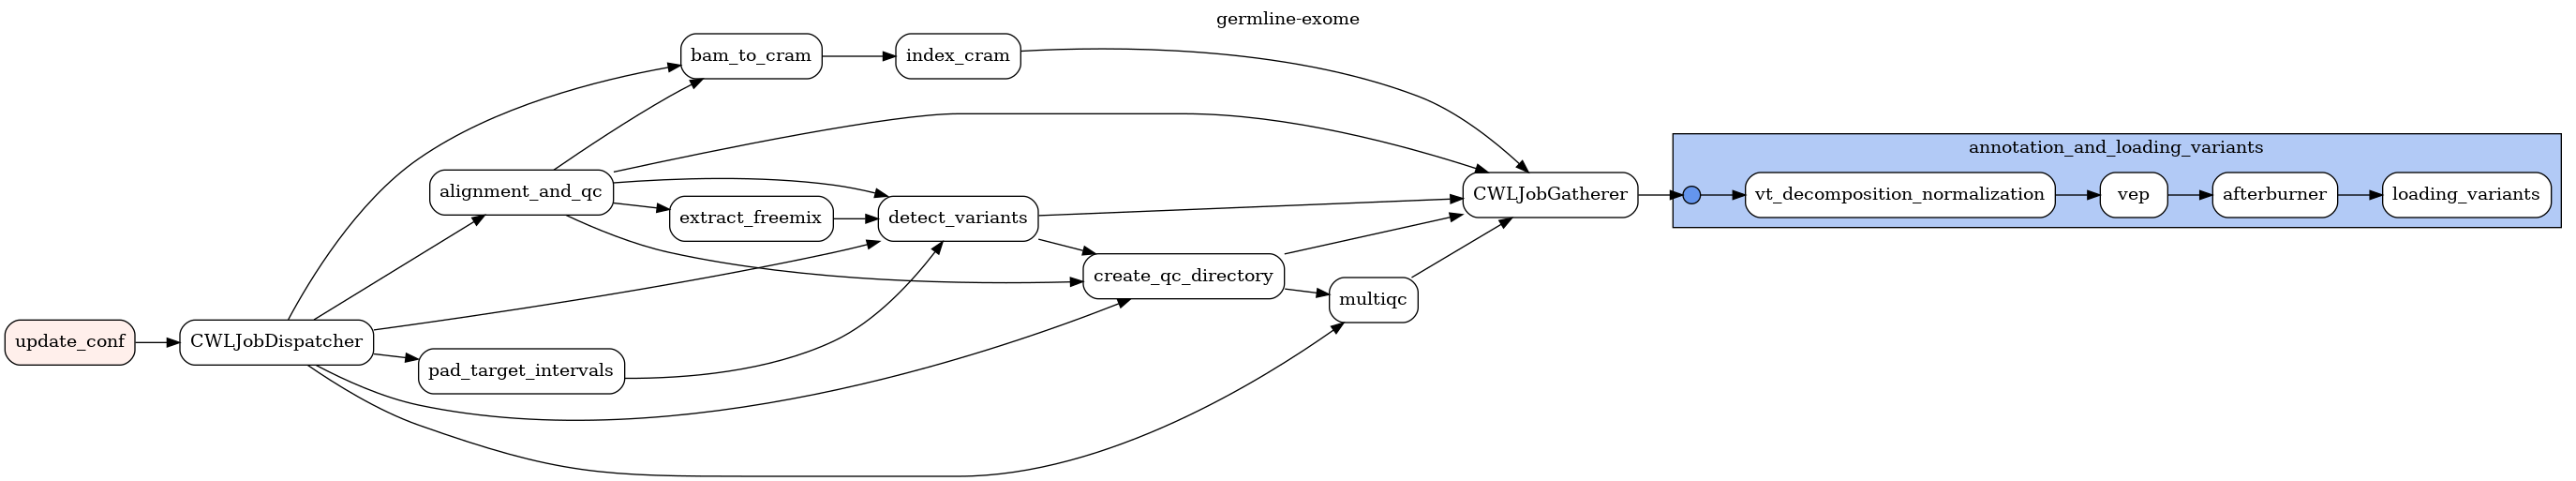 germline-exome
bam_to_cram
index_cram
annotation_and_loading_variants
alignment_and_qc
CWLJobGatherer
vt_decomposition_normalization
vep
afterburner
loading_variants
extract_freemix
detect_variants
create_qc_directory
multiqc
update_conf
CWLJobDispatcher
pad_target_intervals